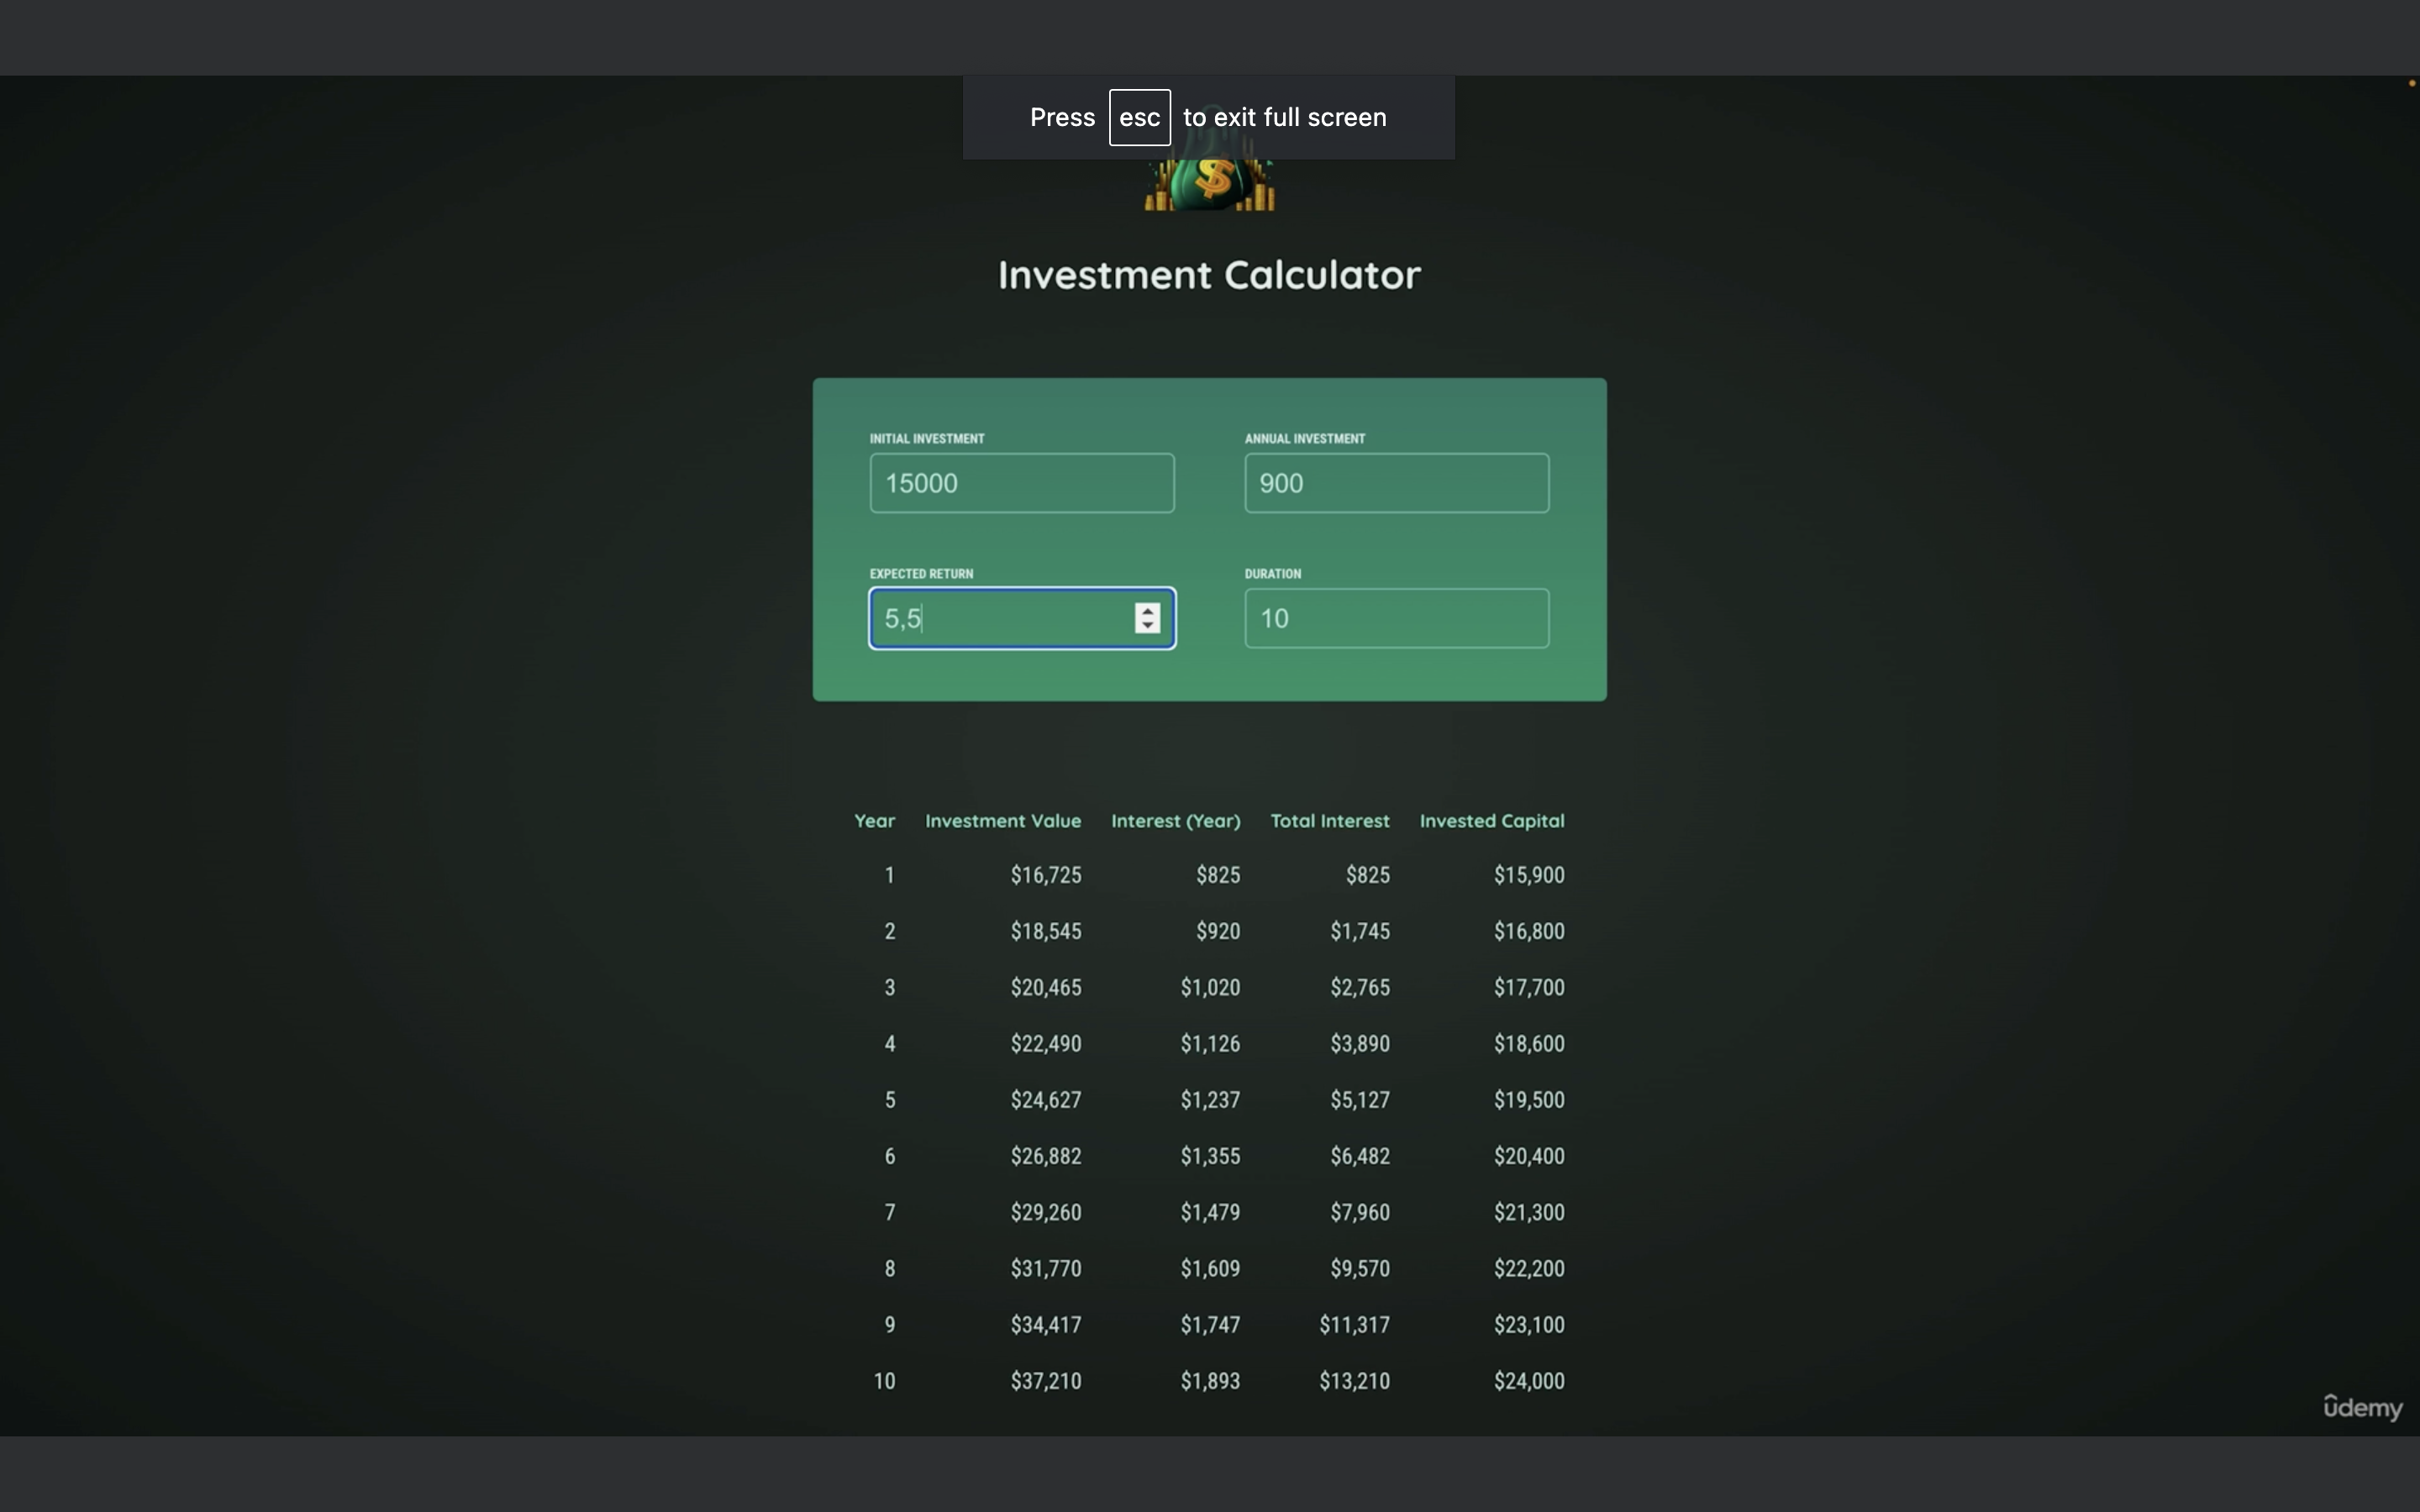 Press esc to exit full screen
Investment Calculator
INITIAL INVESTMENT ANNUAL INVESTMENT
15000 900
EXPECTED RETURN DURATION
5,5 10
Year Investment Value Interest (Year) Total Interest Invested Capital
1 $16,725 $825 $825 $15,900
2 $18,545 $920 $1,745 $16,800
3 $20,465 $1,020 $2,765 $17,700
4 $22,490 $1,126 $3,890 $18,600
5 $24,627 $1,237 $5,127 $19,500
6 $26,882 $1,355 $6,482 $20,400
7 $29,260 $1,479 $7,960 $21,300
8 $31,770 $1,609 $9,570 $22,200
9 $34,417 $1,747 $11,317 $23,100
10 $37,210 $1,893 $13,210 $24,000
ûdemy